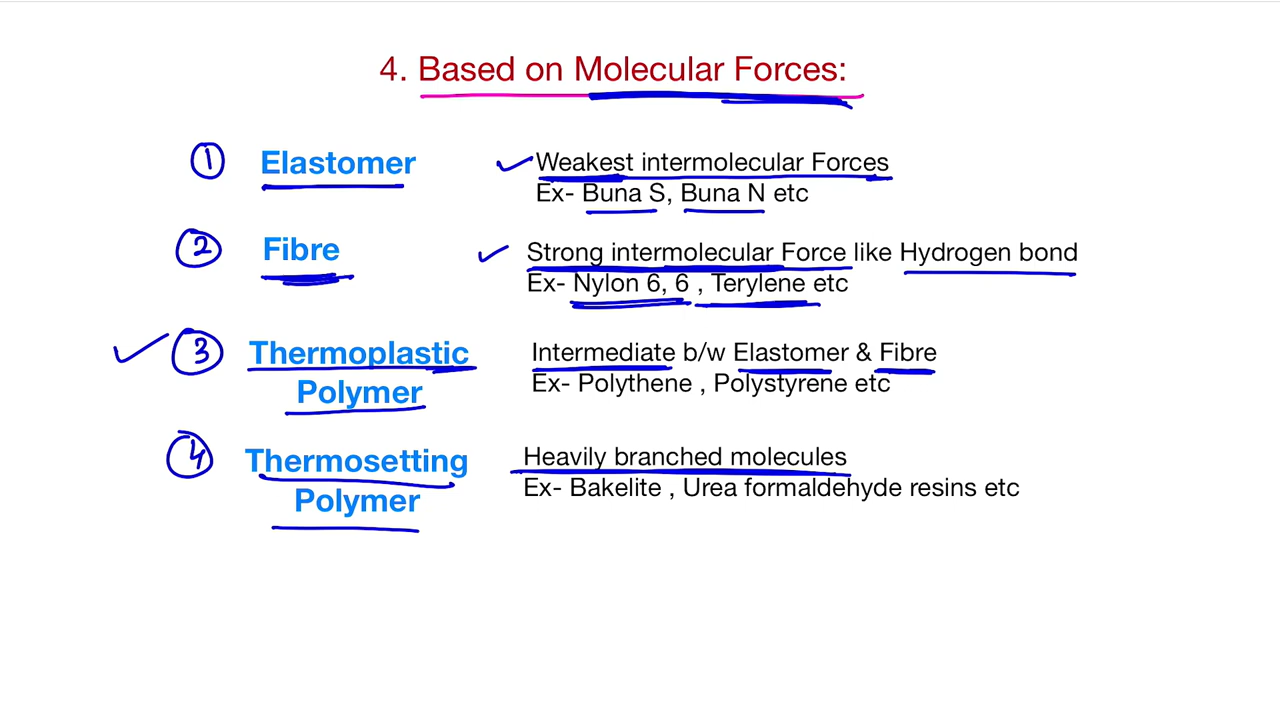 4. Based on Molecular Forces:
1 Elastomer Weakest intermolecular Forces
Ex- Buna S, Buna N etc
2 Fibre Strong intermolecular Force like Hydrogen bond
Ex- Nylon 6, 6 , Terylene etc
3 Thermoplastic Intermediate b/w Elastomer & Fibre
Polymer Ex- Polythene , Polystyrene etc
4 Thermosetting Heavily branched molecules
Polymer Ex- Bakelite , Urea formaldehyde resins etc